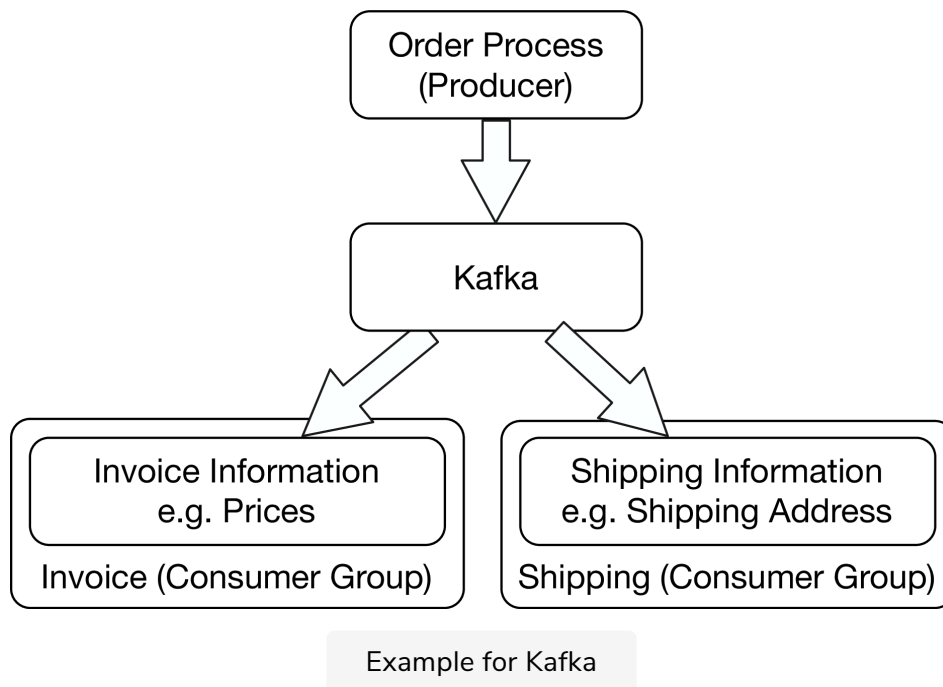 Order Process
(Producer)
Kafka
Invoice Information
e.g. Prices
Invoice (Consumer Group)
Shipping Information
e.g. Shipping Address
Shipping (Consumer Group)
Example for Kafka